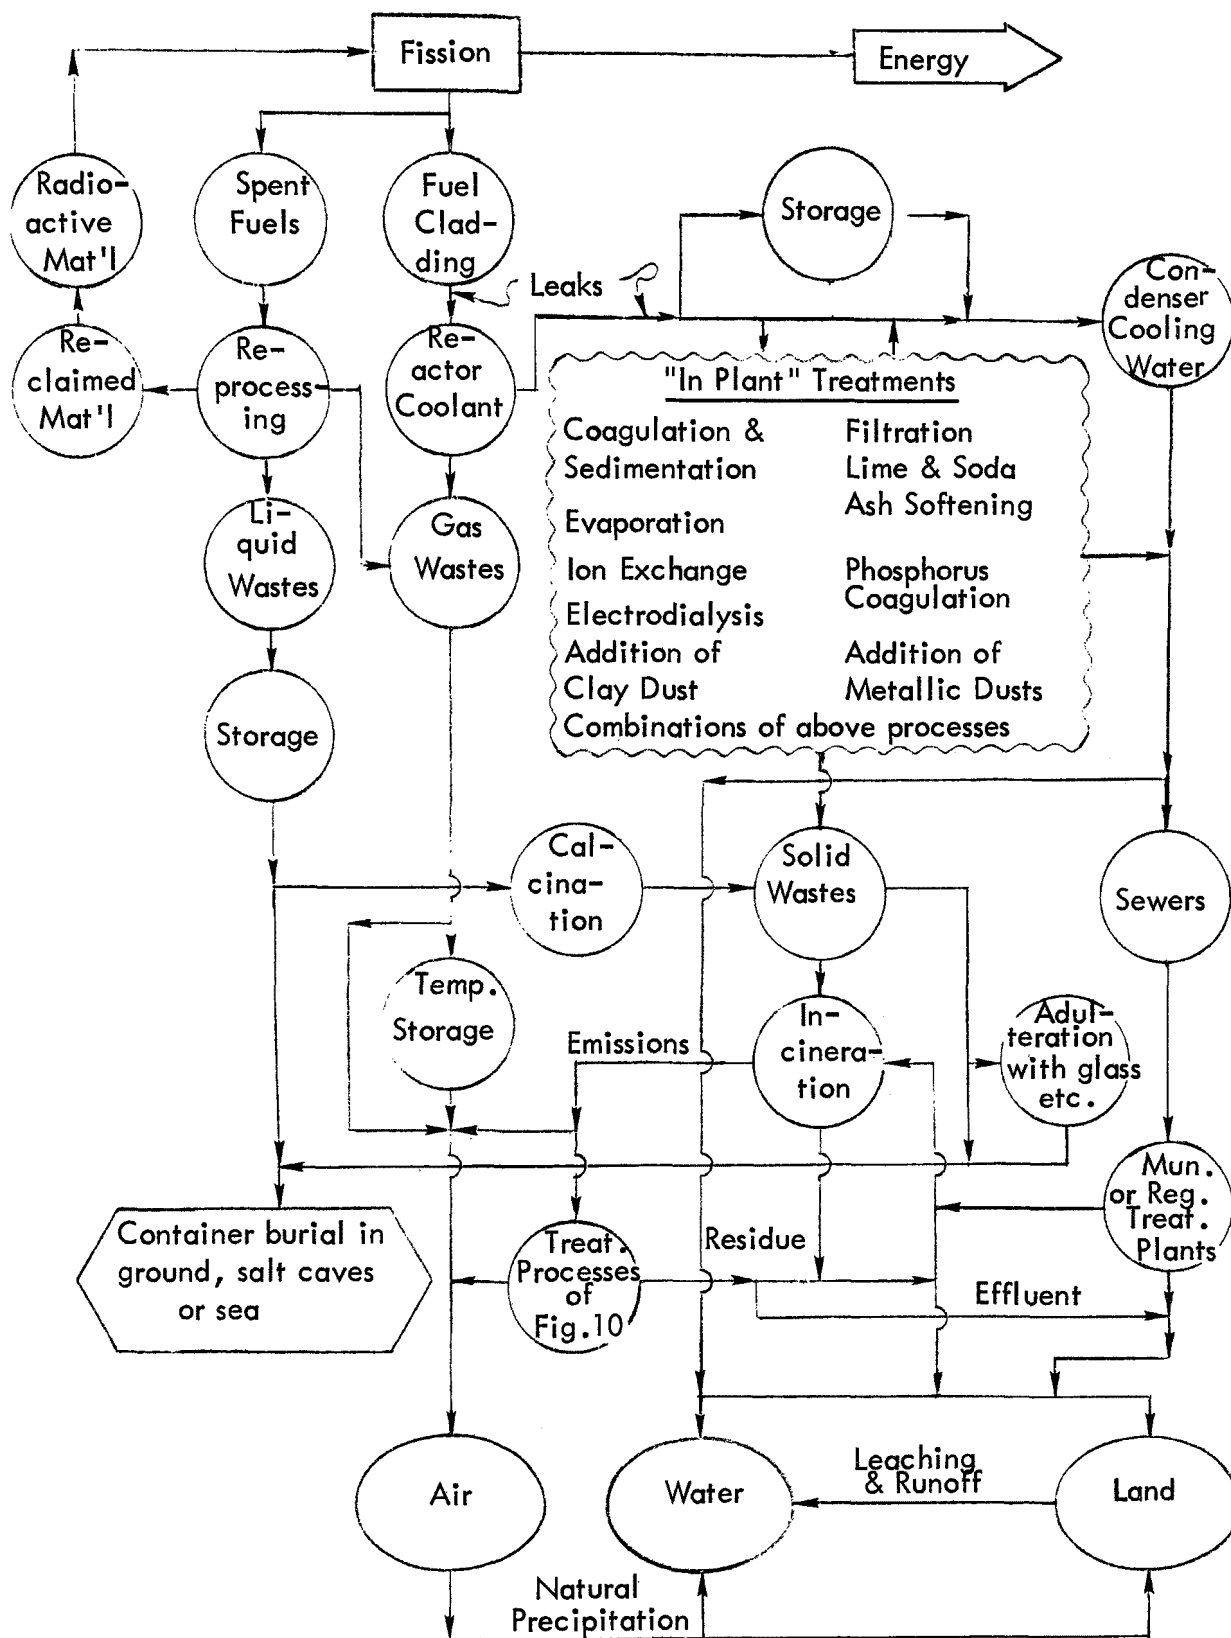 Fission
Energy
Radio-
active
Mat'l
Spent
Fuels
Fuel
Clad-
ding
Storage
Leaks
Con-
denser
Cooling
Water
Re-
claimed
Mat'l
Re-
process-
ing
Re-
actor
Coolant
"In Plant" Treatments
Coagulation &
Sedimentation
Evaporation
Ion Exchange
Electrodialysis
Addition of
Clay Dust
Filtration
Lime & Soda
Ash Softening
Phosphorus
Coagulation
Addition of
Metallic Dusts
Combinations of above processes
Li-
quid
Wastes
Gas
Wastes
Storage
Cal-
cina-
tion
Solid
Wastes
Sewers
Temp.
Storage
Emissions
In-
cinera-
tion
Adul-
teration
with glass
etc.
Mun.
or Reg.
Treat.
Plants
Container burial in
ground, salt caves
or sea
Treat.
Processes
of
Fig.10
Residue
Effluent
Air
Water
Leaching
& Runoff
Land
Natural
Precipitation